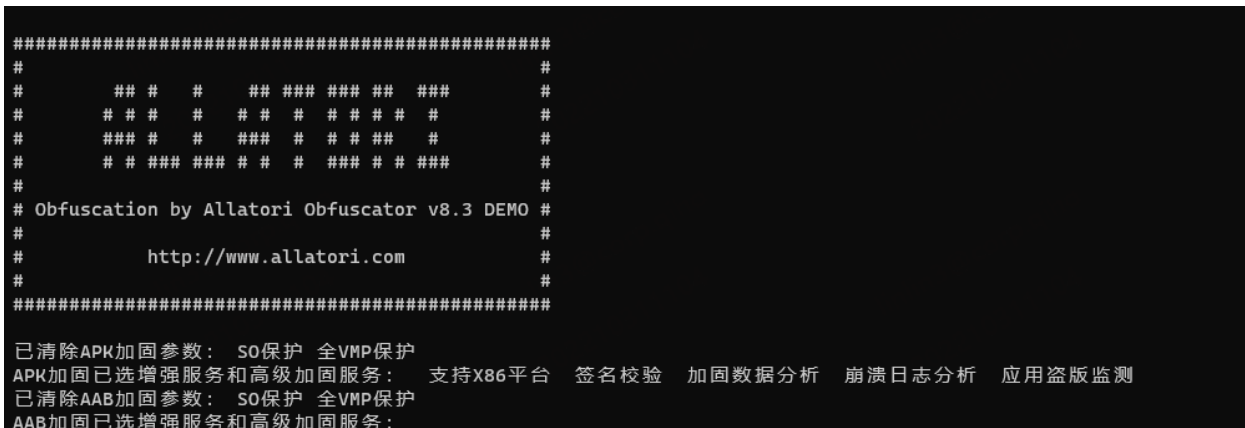 ################################################
#                                              #
#        ## #   #    ## ### ### ##  ###        #
#       # # #   #   # #  #  # # # #  #         #
#       ### #   #   ###  #  # # ##   #         #
#       # # ### ### # #  #  ### # # ###        #
#                                              #
# Obfuscation by Allatori Obfuscator v8.3 DEMO #
#                                              #
#           http://www.allatori.com            #
#                                              #
################################################
已清除APK加固参数: SO保护 全VMP保护
APK加固已选增强服务和高级加固服务: 支持X86平台 签名校验 加固数据分析 崩溃日志分析 应用盗版监测
已清除AAB加固参数: SO保护 全VMP保护
AAB加固已选增强服务和高级加固服务: